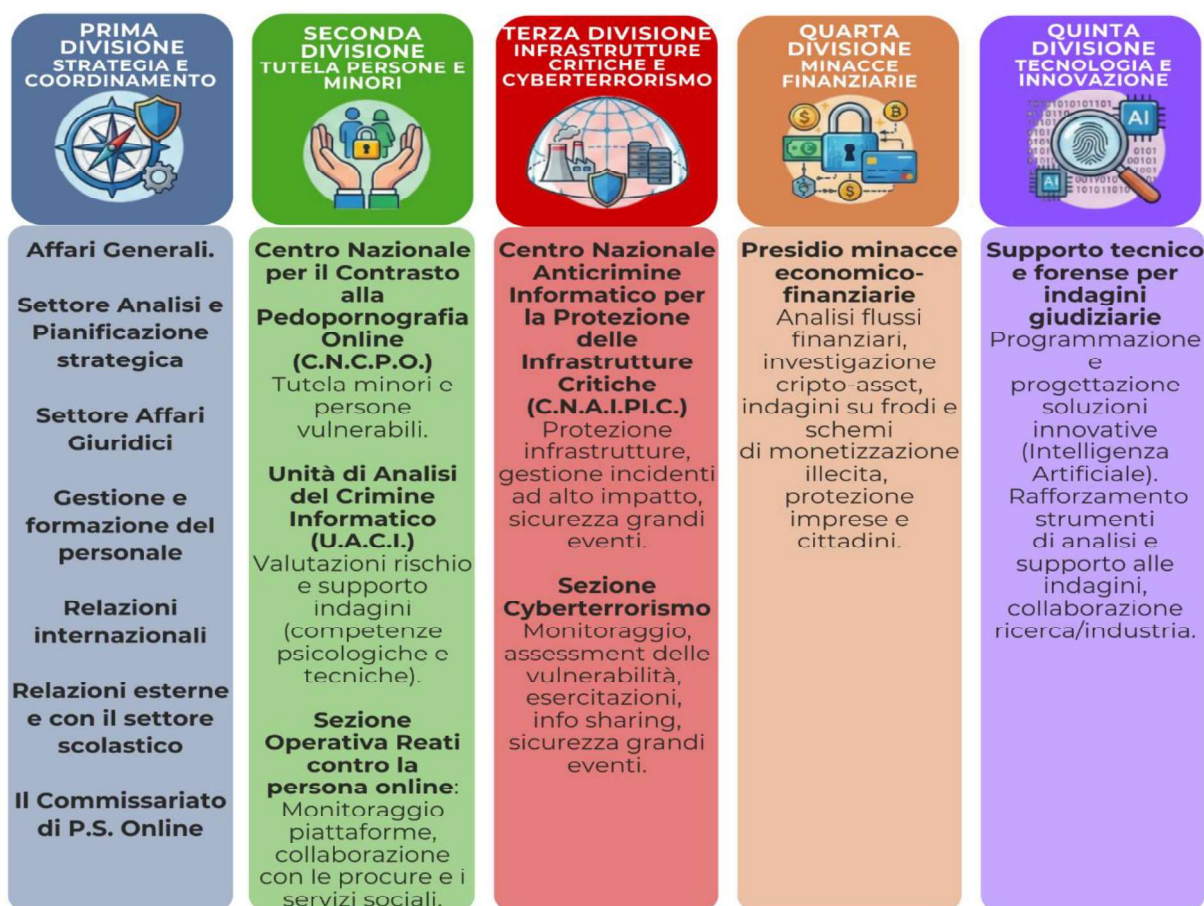 PRIMA
DIVISIONE
STRATEGIA E
COORDINAMENTO
Affari Generali.
Settore Analisi e
Pianificazione
strategica
Settore Affari
Giuridici
Gestione e
formazione del
personale
Relazioni
internazionali
Relazioni esterne
e con il settore
scolastico
Il Commissariato
di P.S. Online
SECONDA
DIVISIONE
TUTELA PERSONE E
MINORI
Centro Nazionale
per il Contrasto
alla
Pedopornografia
Online
(C.N.C.P.O.)
Tutela minori e
persone
vulnerabili.
Unità di Analisi
del Crimine
Informatico
(U.A.C.I.)
Valutazioni rischio
e supporto
indagini
(competenze
psicologiche e
tecniche).
Sezione
Operativa Reati
contro la
persona online:
Monitoraggio
piattaforme,
collaborazione
con le procure e i
servizi sociali.
TERZA DIVISIONE
INFRASTRUTTURE
CRITICHE E
CYBERTERRORISMO
Centro Nazionale
Anticrimine
Informatico per
la Protezione
delle
Infrastrutture
Critiche
(C.N.A.I.PI.C.)
Protezione
infrastrutture,
gestione incidenti
ad alto impatto,
sicurezza grandi
eventi.
Sezione
Cyberterrorismo
Monitoraggio,
assessment delle
vulnerabilità,
esercitazioni,
info sharing,
sicurezza grandi
eventi.
QUARTA
DIVISIONE
MINACCE
FINANZIARIE
Presidio minacce
economico-
finanziarie
Analisi flussi
finanziari,
investigazione
cripto-asset,
indagini su frodi e
schemi
di monetizzazione
illecita,
protezione
imprese e
cittadini.
QUINTA
DIVISIONE
TECNOLOGIA E
INNOVAZIONE
AI
AI
Supporto tecnico
e forense per
indagini
giudiziarie
Programmazione
e
progettazione
soluzioni
innovative
(Intelligenza
Artificiale).
Rafforzamento
strumenti
di analisi e
supporto alle
indagini,
collaborazione
ricerca/industria.